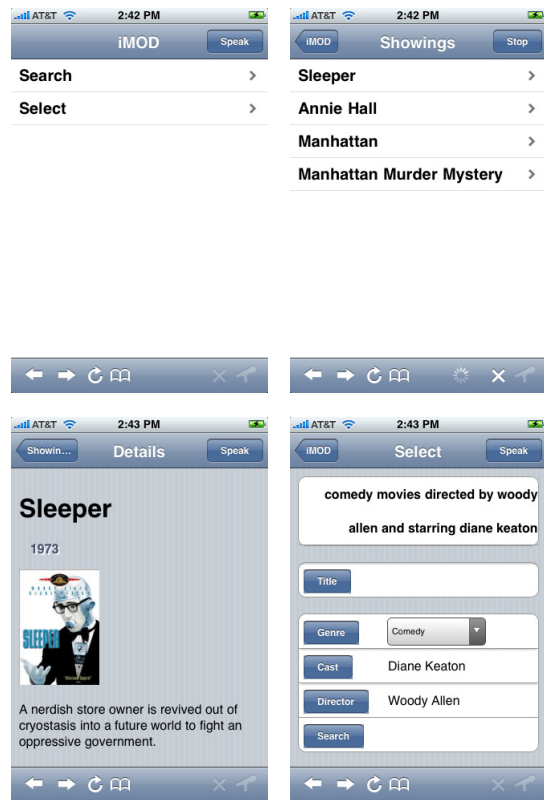 AT&T 2:42 PM
iMOD Speak
Search
Select
AT&T 2:42 PM
iMOD Showings Stop
Sleeper
Annie Hall
Manhattan
Manhattan Murder Mystery
AT&T 2:43 PM
Showin... Details Speak
Sleeper
1973
SLEEPER
A nerdish store owner is revived out of
cryostasis into a future world to fight an
oppressive government.
AT&T 2:43 PM
iMOD Select Speak
comedy movies directed by woody
allen and starring diane keaton
Title
Genre Comedy
Cast Diane Keaton
Director Woody Allen
Search